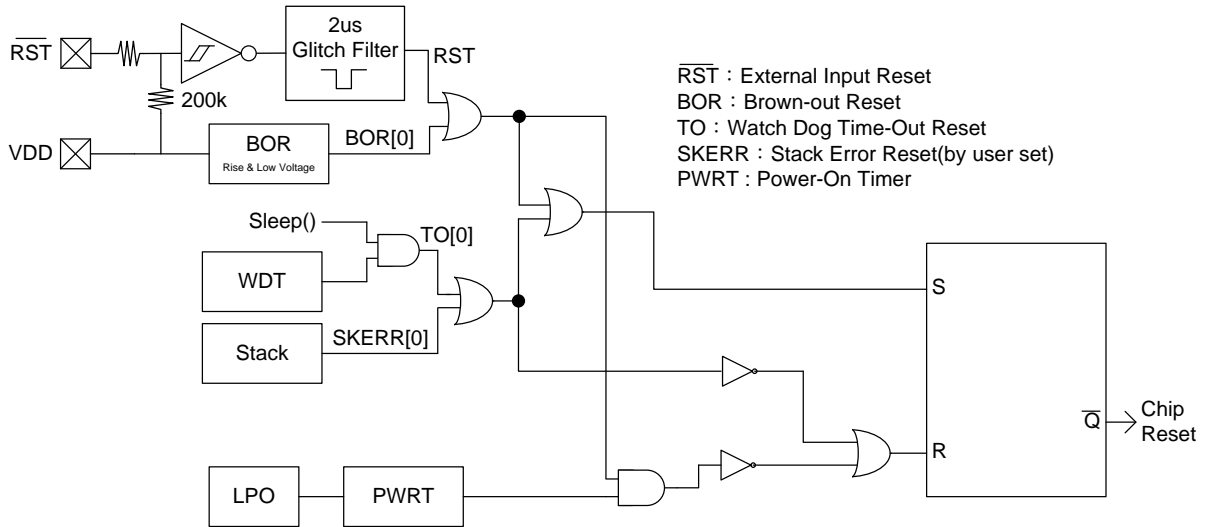 RST
2us
Glitch Filter
RST
200k
VDD
BOR
Rise & Low Voltage
BOR[0]
RST：External Input Reset
BOR：Brown-out Reset
TO：Watch Dog Time-Out Reset
SKERR：Stack Error Reset(by user set)
PWRT : Power-On Timer
Sleep()
TO[0]
WDT
Stack
SKERR[0]
S
R
Q
Chip
Reset
LPO
PWRT